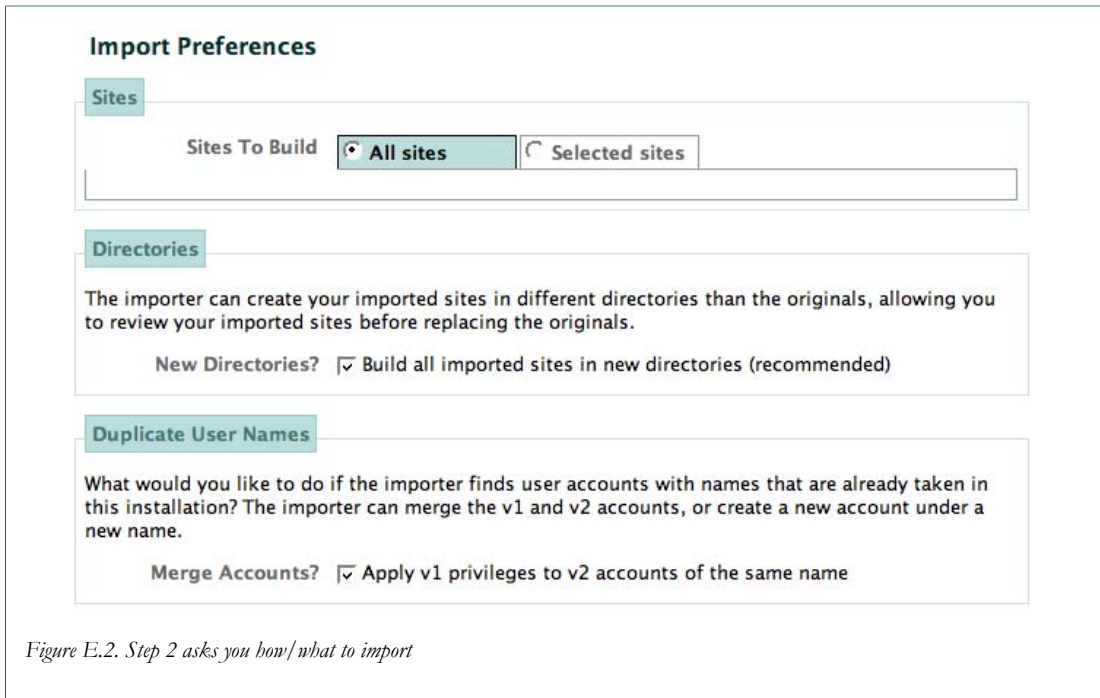 Import Preferences
Sites
Sites To Build All sites Selected sites
Directories
The importer can create your imported sites in different directories than the originals, allowing you
to review your imported sites before replacing the originals.
New Directories? Build all imported sites in new directories (recommended)
Duplicate User Names
What would you like to do if the importer finds user accounts with names that are already taken in
this installation? The importer can merge the v1 and v2 accounts, or create a new account under a
new name.
Merge Accounts? Apply v1 privileges to v2 accounts of the same name
Figure E.2. Step 2 asks you how/what to import